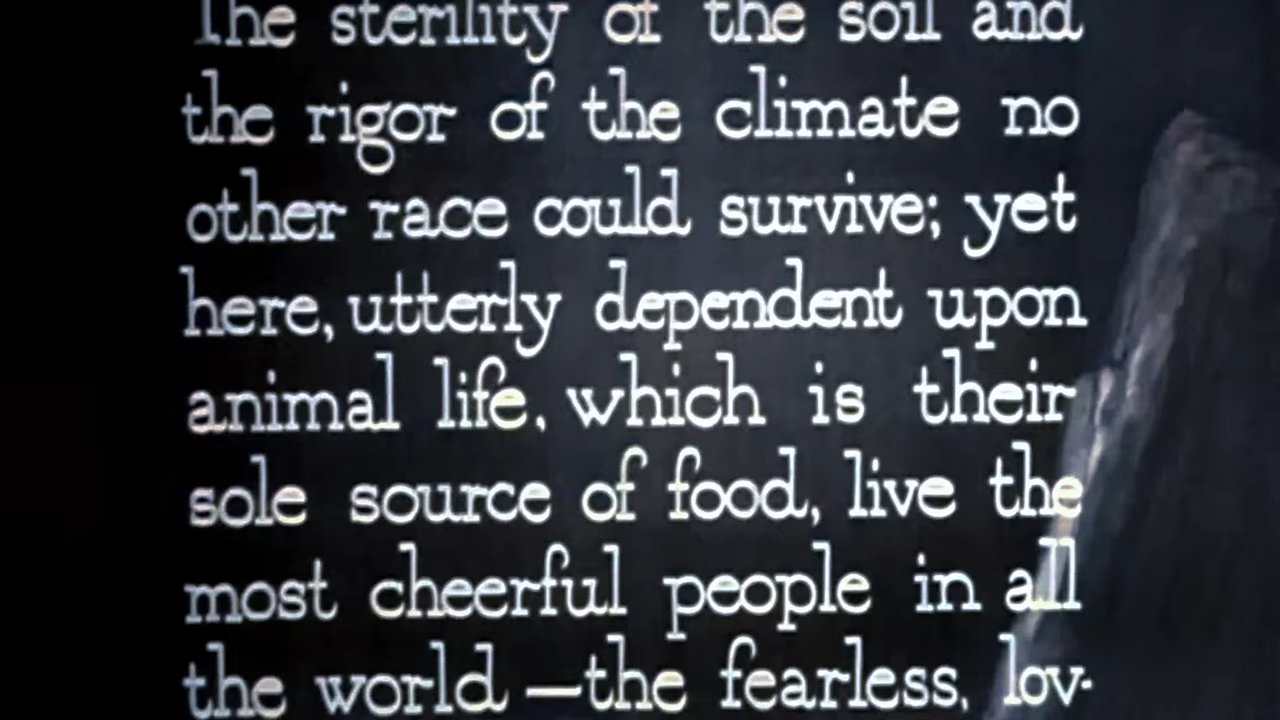 The sterility of the soil and
the rigor of the climate no
other race could survive; yet
here, utterly dependent upon
animal life, which is their
sole source of food, live the
most cheerful people in all
the world—the fearless, lov-